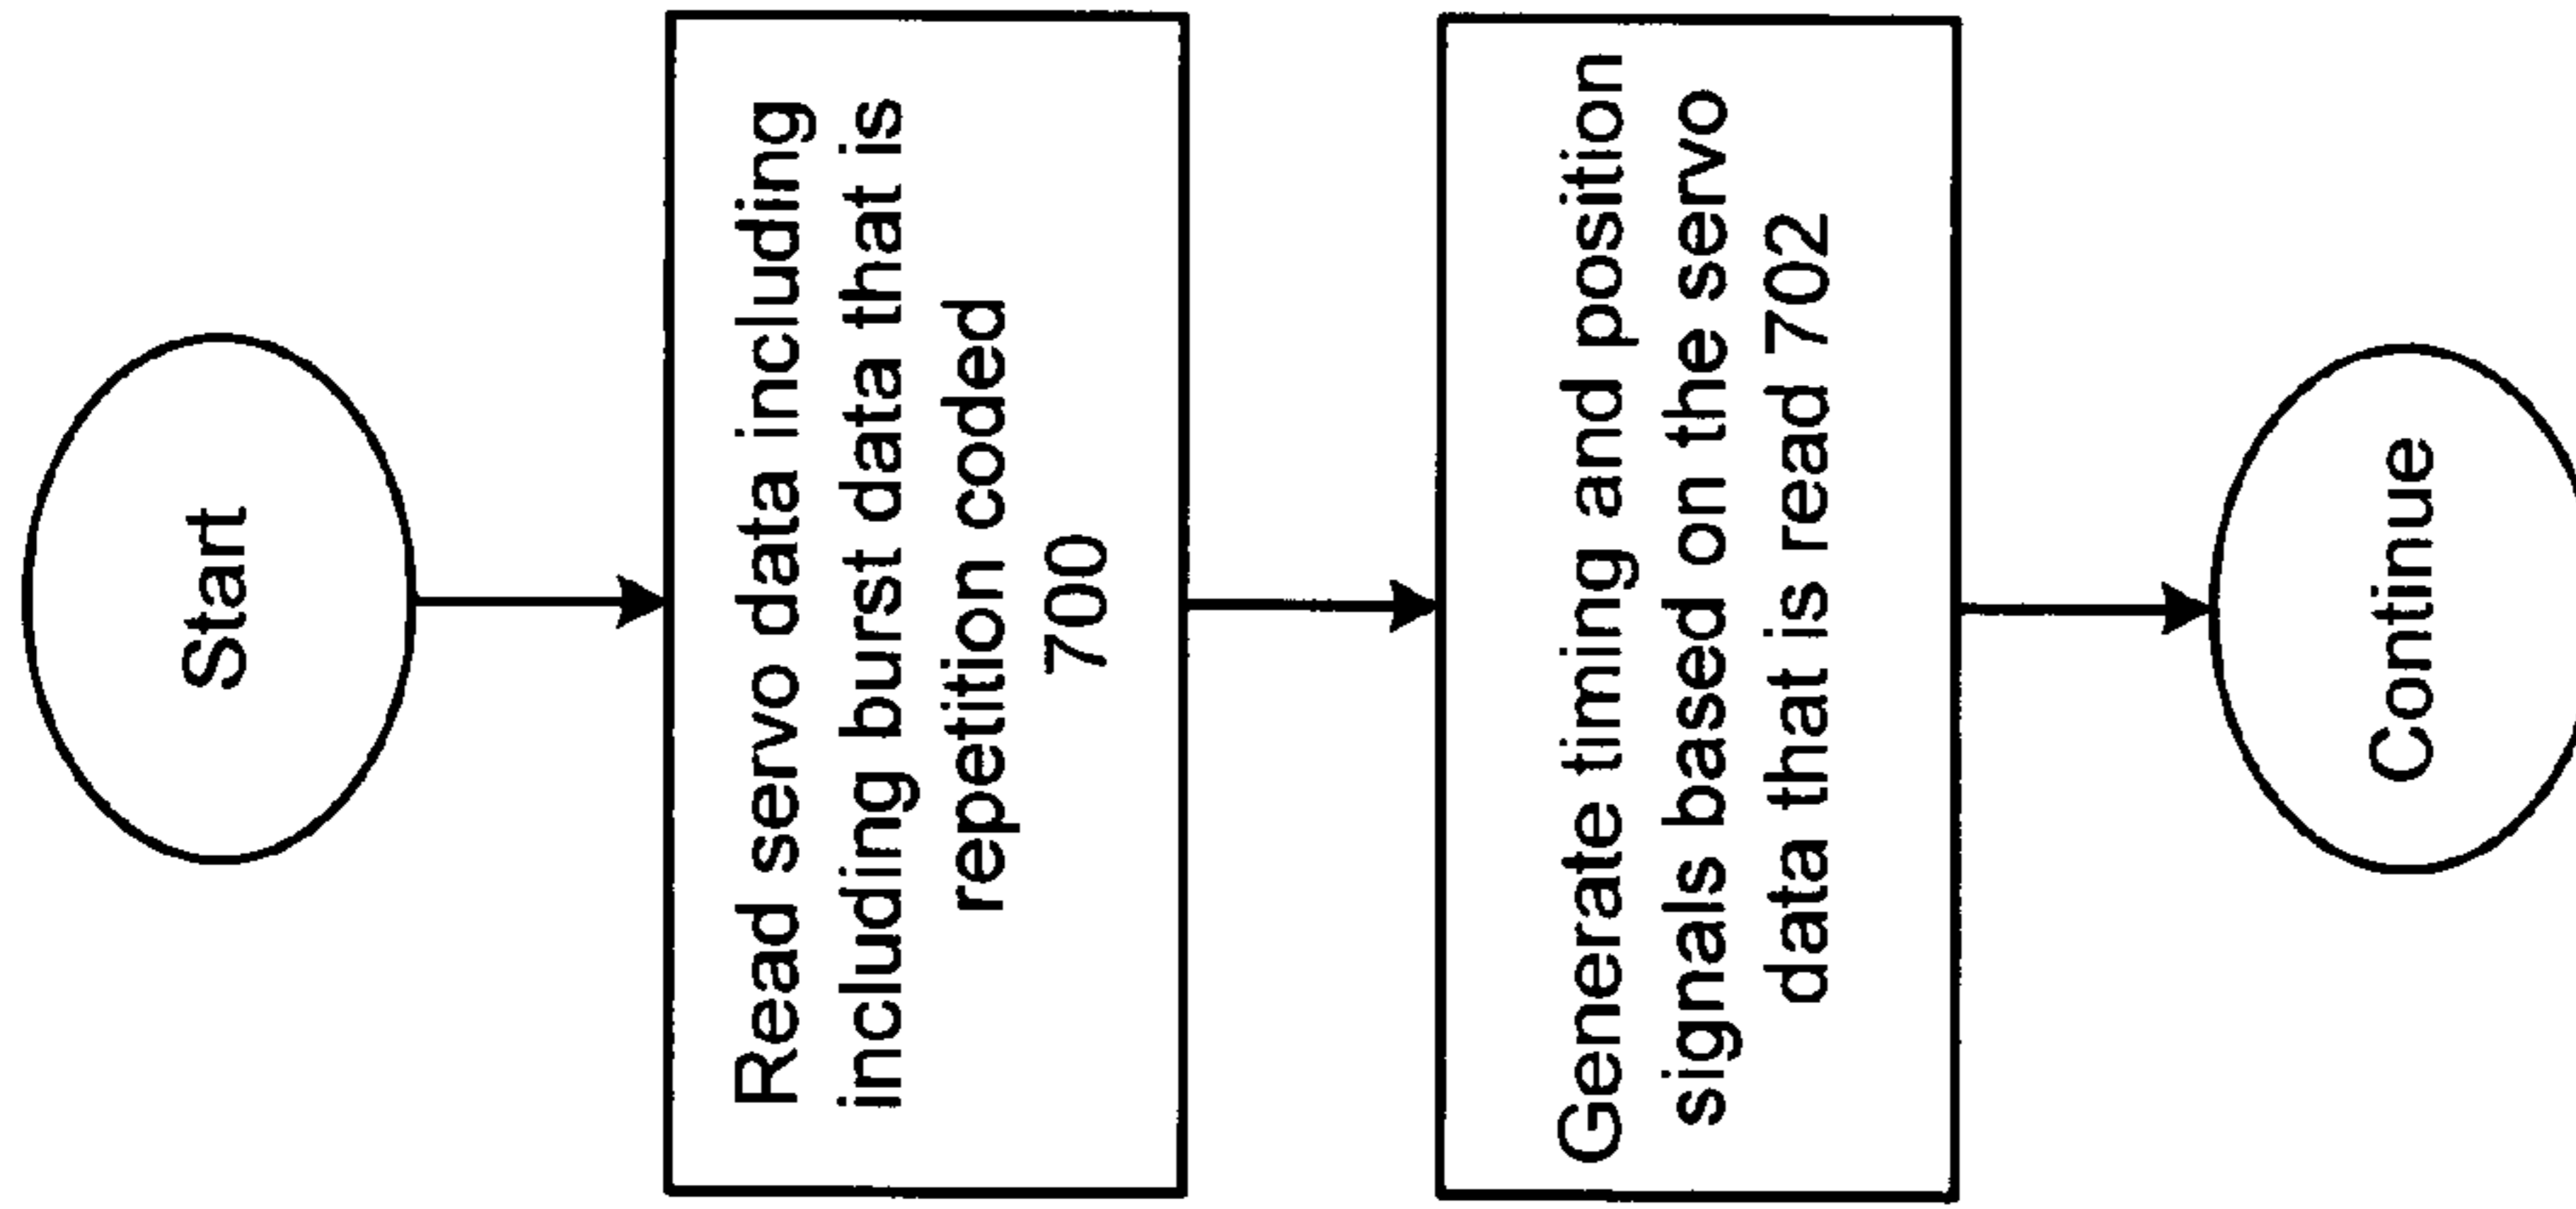 Start
Read servo data including
including burst data that is
repetition coded
700
Generate timing and position
signals based on the servo
data that is read 702
Continue